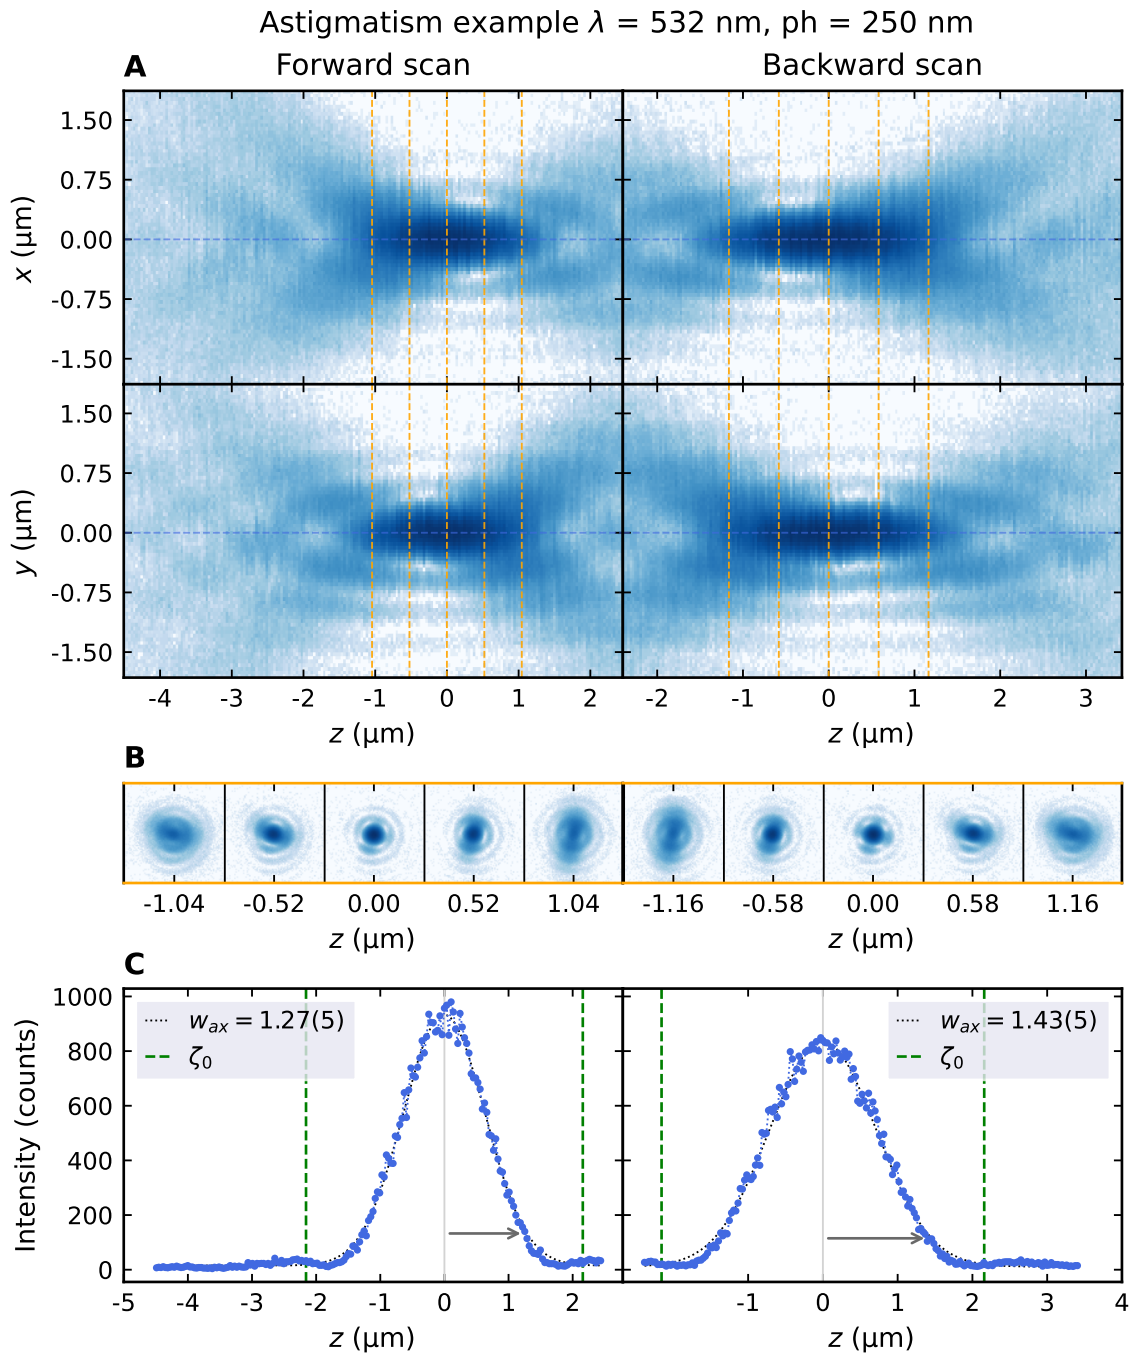 Astigmatism example λ = 532 nm, ph = 250 nm
A Forward scan Backward scan
1.50
0.75
0.00
-0.75
-1.50
x (µm)
1.50
0.75
0.00
-0.75
-1.50
y (µm)
-4 -3 -2 -1 0 1 2 -2 -1 0 1 2 3
z (µm) z (µm)
B
-1.04 -0.52 0.00 0.52 1.04 -1.16 -0.58 0.00 0.58 1.16
z (µm) z (µm)
C
1000
800
600
400
200
0
Intensity (counts)
wax = 1.27(5)
ζ0
wax = 1.43(5)
ζ0
-5 -4 -3 -2 -1 0 1 2 -1 0 1 2 3 4
z (µm) z (µm)